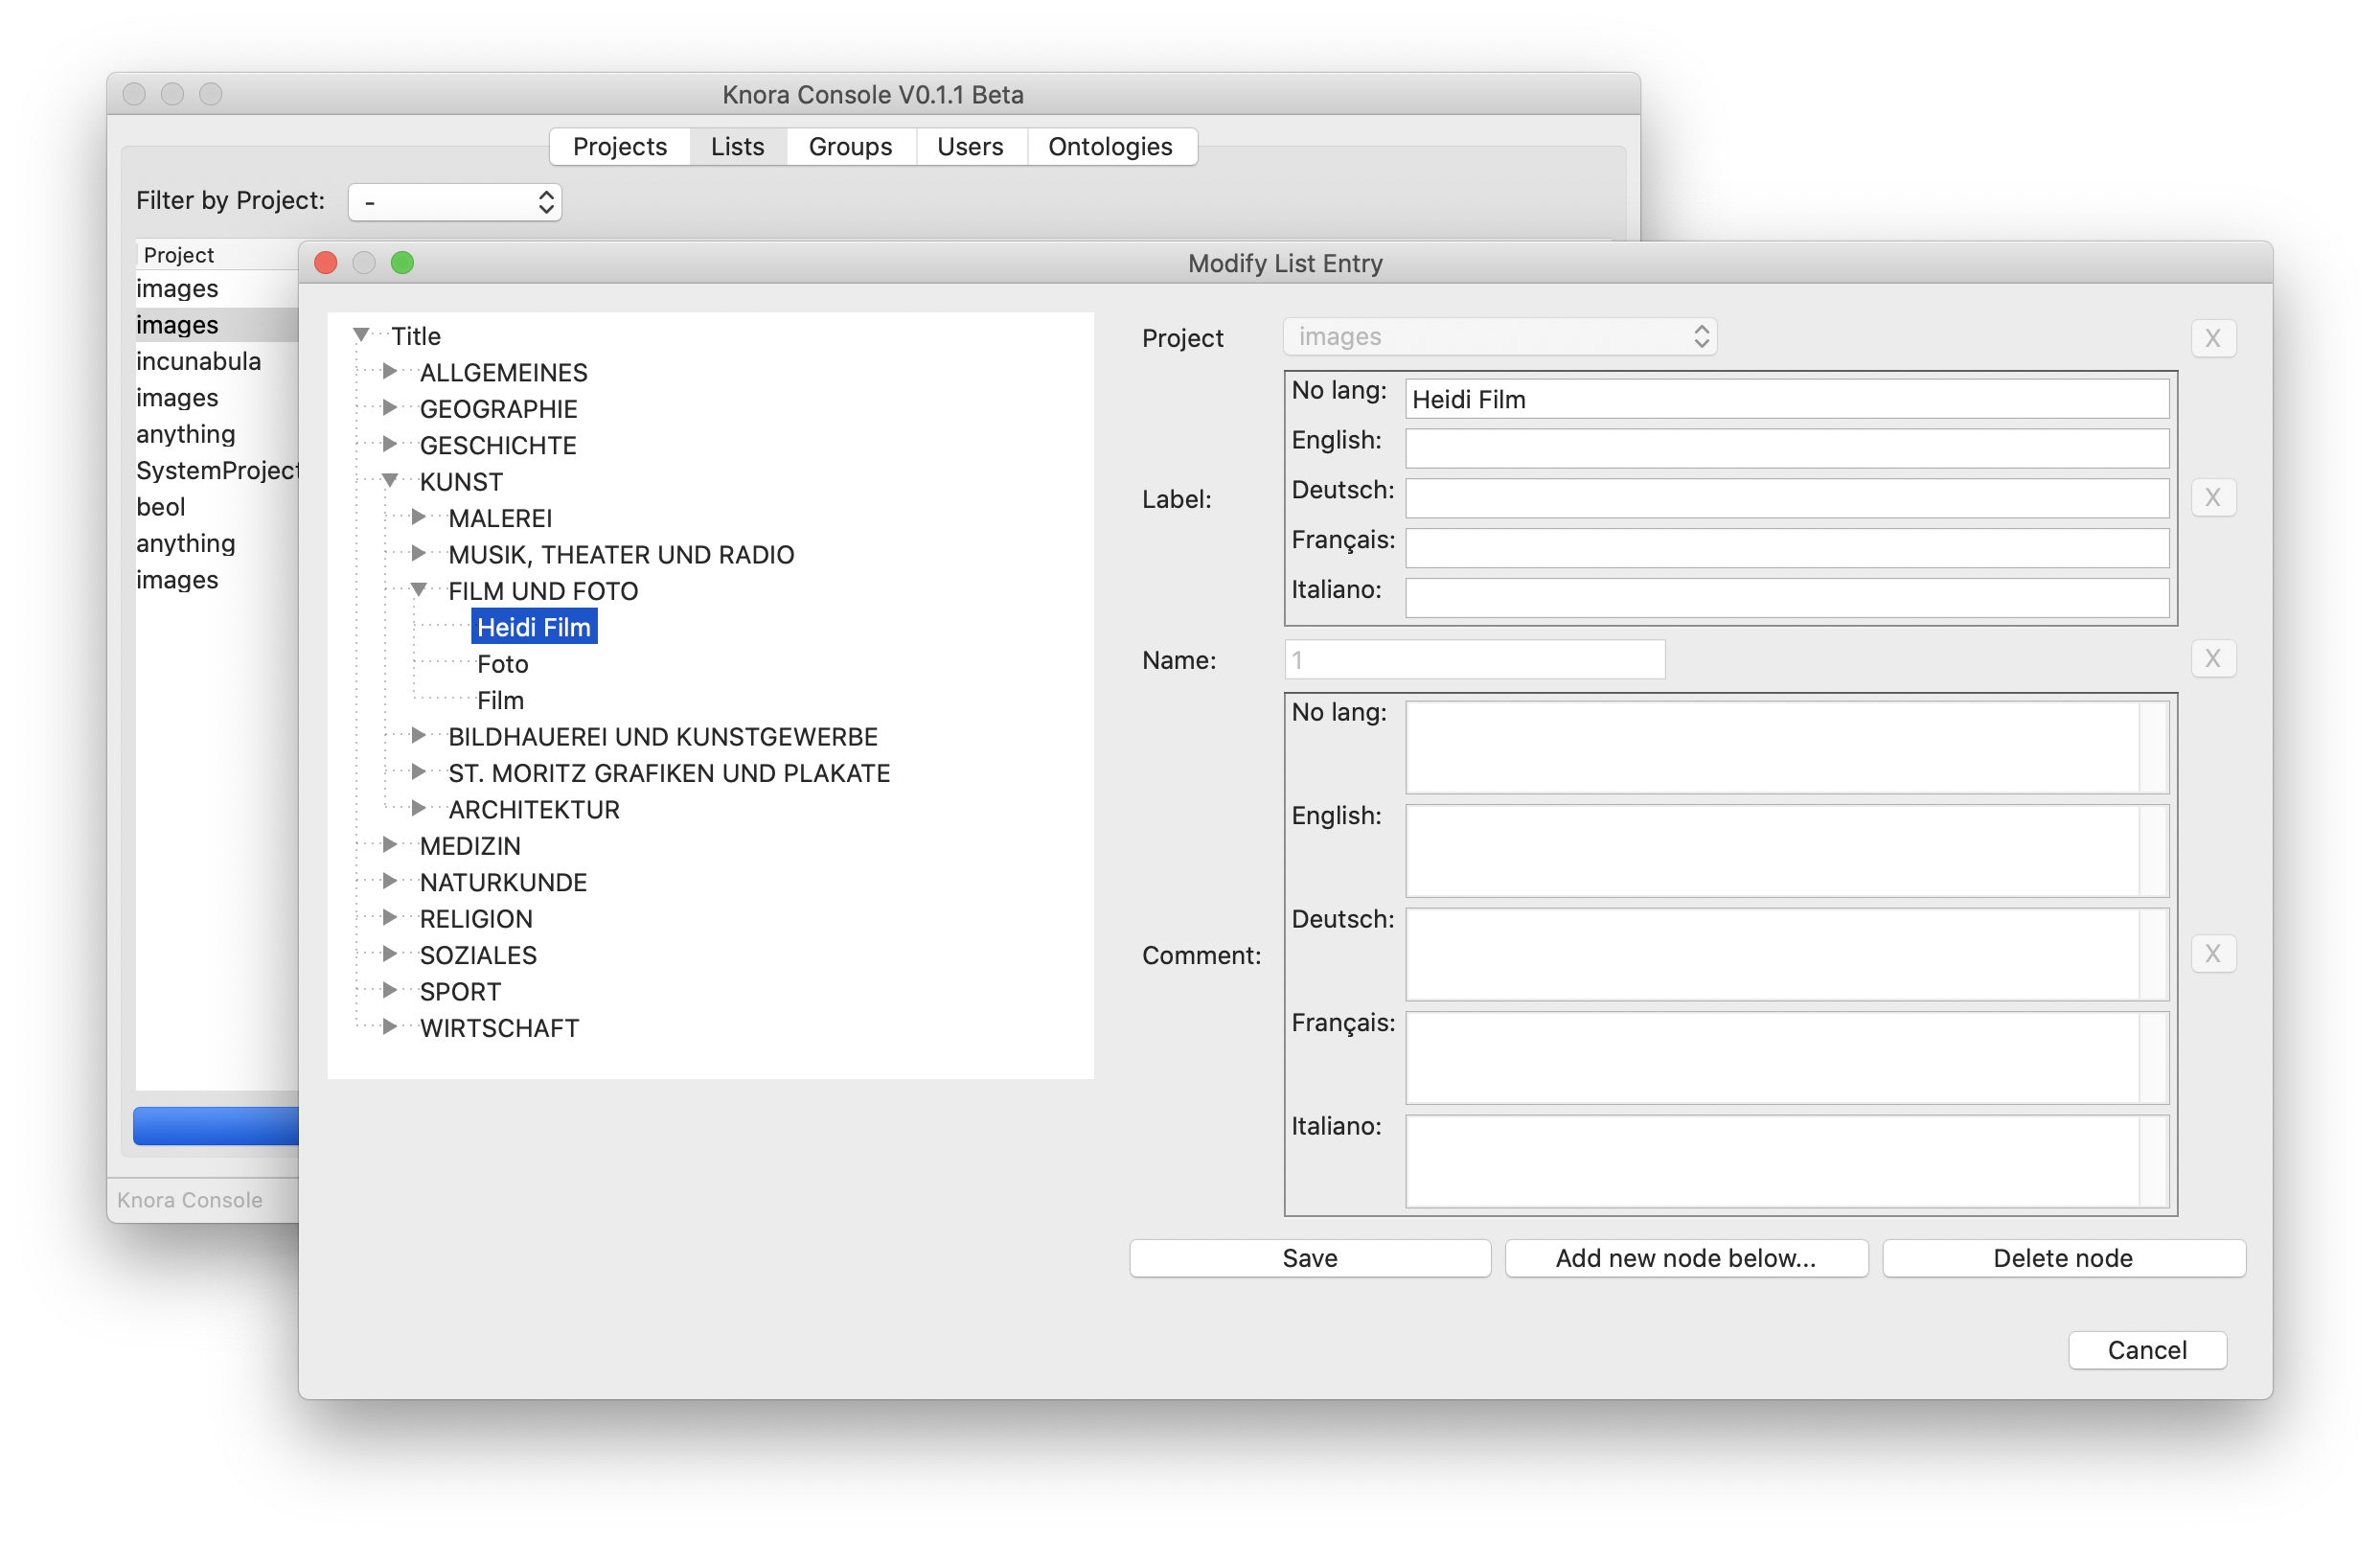 Knora Console V0.1.1 Beta
Projects Lists Groups Users Ontologies
Filter by Project: -
Project
images
images
incunabula
images
anything
SystemProject
beol
anything
images
Knora Console
Modify List Entry
Title
ALLGEMEINES
GEOGRAPHIE
GESCHICHTE
KUNST
MALEREI
MUSIK, THEATER UND RADIO
FILM UND FOTO
Heidi Film
Foto
Film
BILDHAUEREI UND KUNSTGEWERBE
ST. MORITZ GRAFIKEN UND PLAKATE
ARCHITEKTUR
MEDIZIN
NATURKUNDE
RELIGION
SOZIALES
SPORT
WIRTSCHAFT
Project images X
Label:
No lang: Heidi Film
English:
Deutsch:
Français:
Italiano:
X
Name: 1 X
Comment:
No lang:
English:
Deutsch:
Français:
Italiano:
X
Save Add new node below... Delete node
Cancel